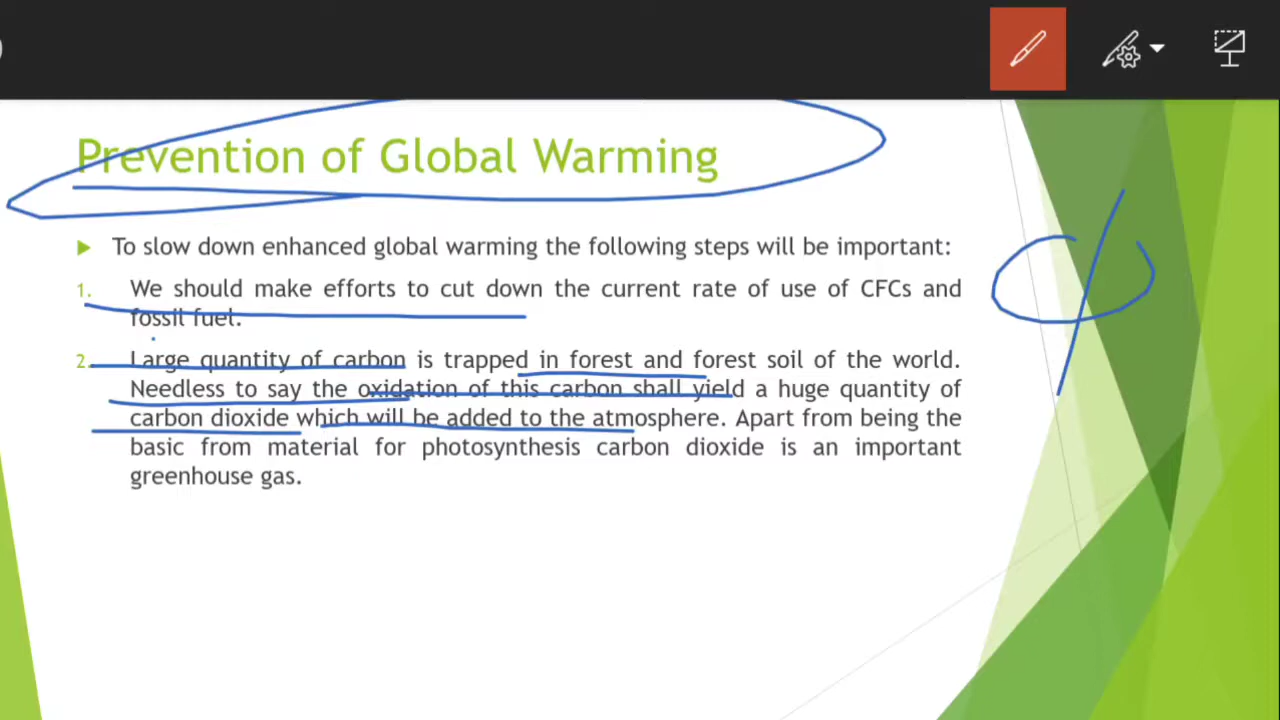 Prevention of Global Warming
To slow down enhanced global warming the following steps will be important:
1. We should make efforts to cut down the current rate of use of CFCs and
fossil fuel.
2. Large quantity of carbon is trapped in forest and forest soil of the world.
Needless to say the oxidation of this carbon shall yield a huge quantity of
carbon dioxide which will be added to the atmosphere. Apart from being the
basic from material for photosynthesis carbon dioxide is an important
greenhouse gas.